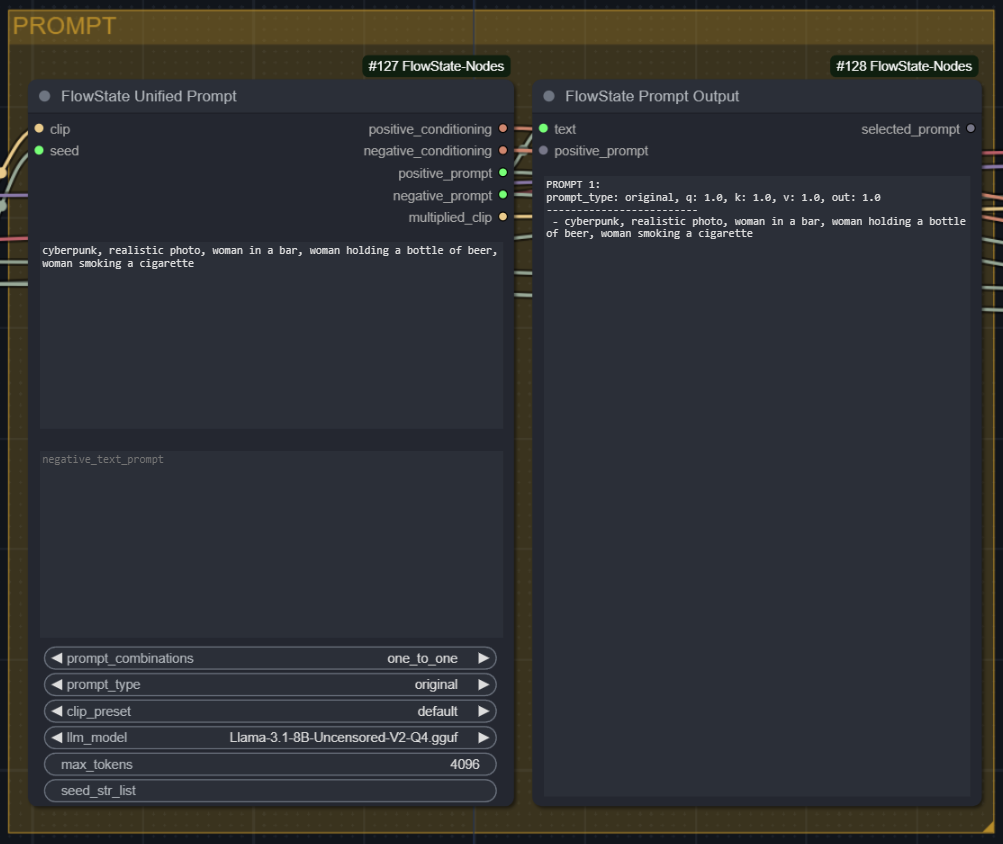 PROMPT
#127 FlowState-Nodes
FlowState Unified Prompt
clip
positive_conditioning
seed
negative_conditioning
positive_prompt
negative_prompt
multiplied_clip
cyberpunk, realistic photo, woman in a bar, woman holding a bottle of beer,
woman smoking a cigarette
negative_text_prompt
prompt_combinations one_to_one
prompt_type original
clip_preset default
llm_model Llama-3.1-8B-Uncensored-V2-Q4.gguf
max_tokens 4096
seed_str_list
#128 FlowState-Nodes
FlowState Prompt Output
text
selected_prompt
positive_prompt
PROMPT 1:
prompt_type: original, q: 1.0, k: 1.0, v: 1.0, out: 1.0
------------------------
- cyberpunk, realistic photo, woman in a bar, woman holding a bottle
of beer, woman smoking a cigarette